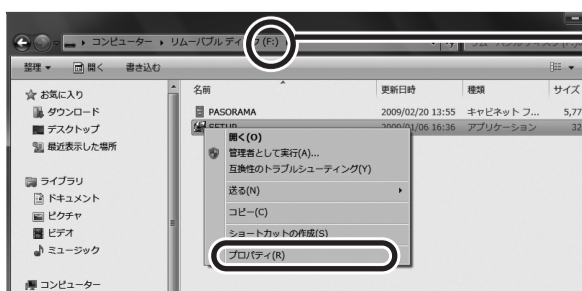 コンピューター ▸ リムーバブル ディスク (F:)
整理 ▼ 開く 書き込む
名前 更新日時 種類 サイズ
PASORAMA 2009/02/20 13:55 キャビネット フ... 5,77
SETUP 2009/01/06 16:36 アプリケーション 32
お気に入り
ダウンロード
デスクトップ
最近表示した場所
ライブラリ
ドキュメント
ピクチャ
ビデオ
ミュージック
コンピューター
開く(O)
管理者として実行(A)...
互換性のトラブルシューティング(Y)
送る(N)
コピー(C)
ショートカットの作成(S)
プロパティ(R)